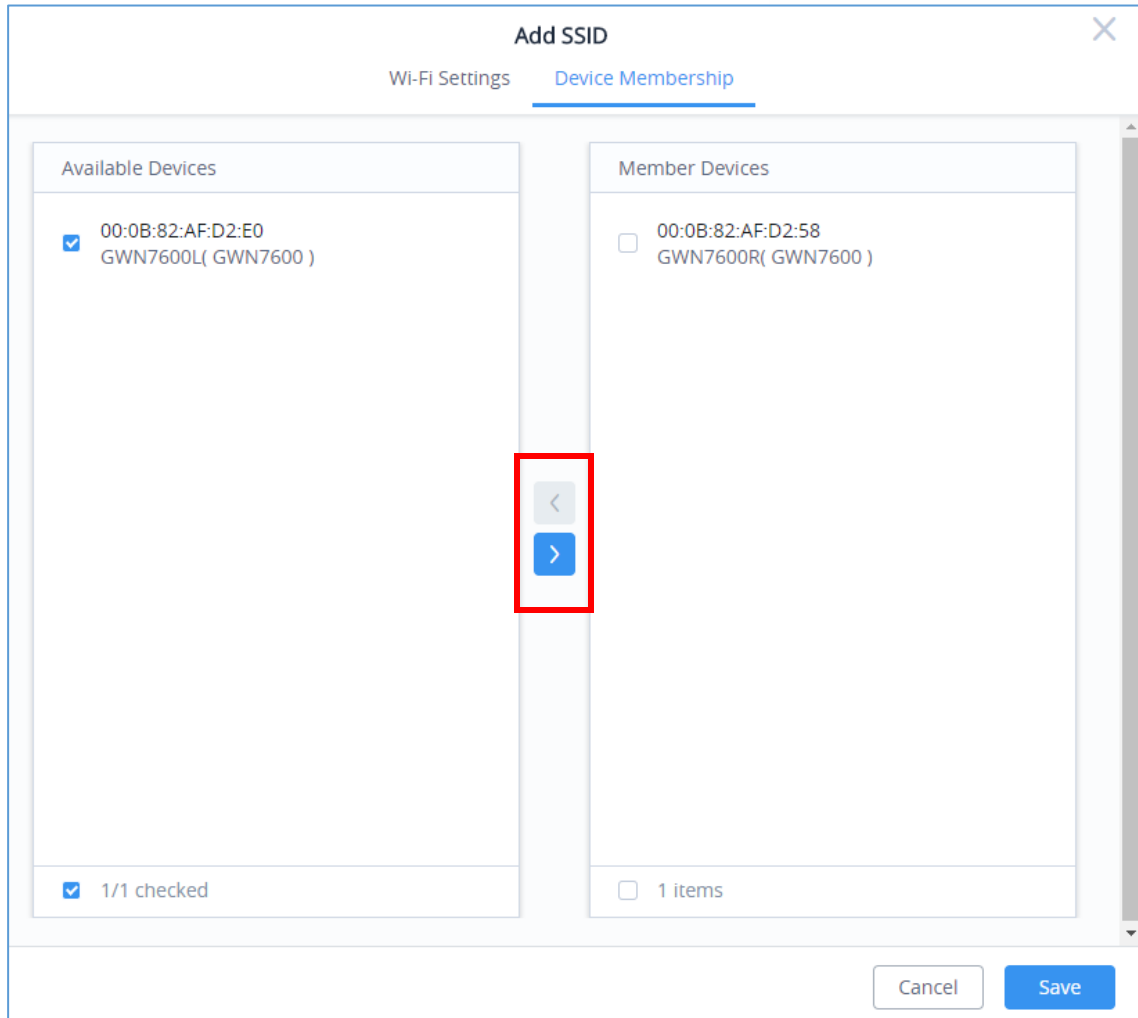 Add SSID
Wi-Fi Settings
Device Membership
Available Devices
00:0B:82:AF:D2:E0
GWN7600L( GWN7600 )
1/1 checked
Member Devices
00:0B:82:AF:D2:58
GWN7600R( GWN7600 )
1 items
Cancel
Save